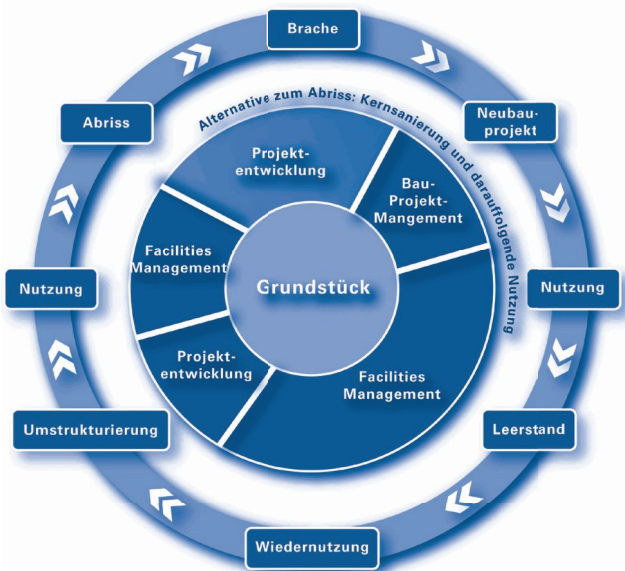 Brache
Neubau-
projekt
Nutzung
Leerstand
Wiedernutzung
Umstrukturierung
Nutzung
Abriss
Alternative zum Abriss: Kernsanierung und darauffolgende Nutzung
Projekt-
entwicklung
Bau-
Projekt-
Mangement
Facilities
Management
Projekt-
entwicklung
Facilities
Management
Grundstück